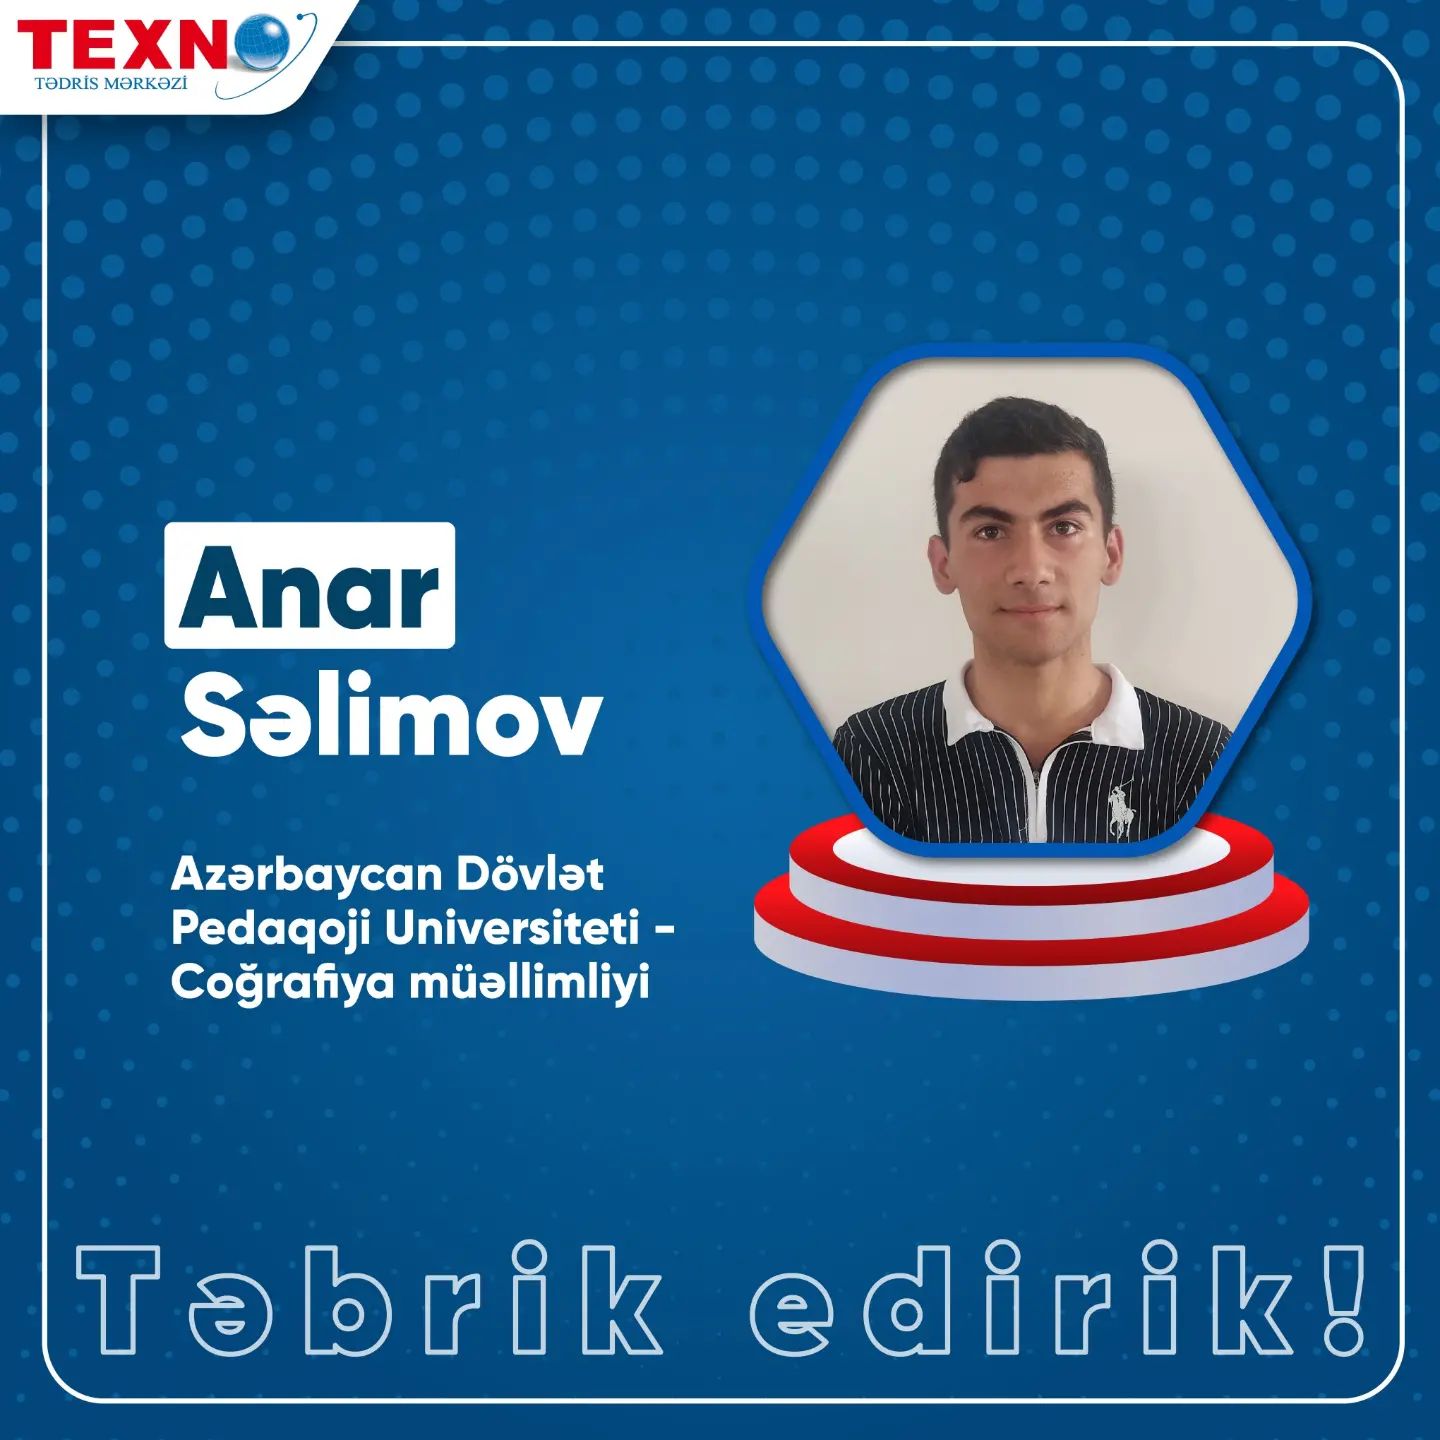 TEXNO
TƏDRİS MƏRKƏZİ
Anar
Səlimov
Azərbaycan Dövlət
Pedaqoji Universiteti -
Coğrafiya müəllimliyi
Təbrik edirik!